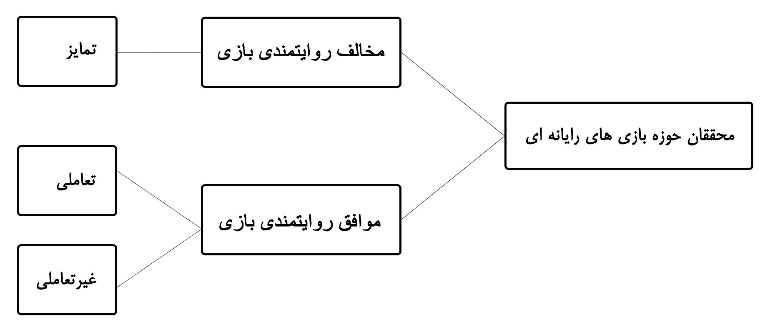 محققان حوزه بازی های رایانه ای
مخالف روایتمندی بازی
تمایز
موافق روایتمندی بازی
تعاملی
غیرتعاملی